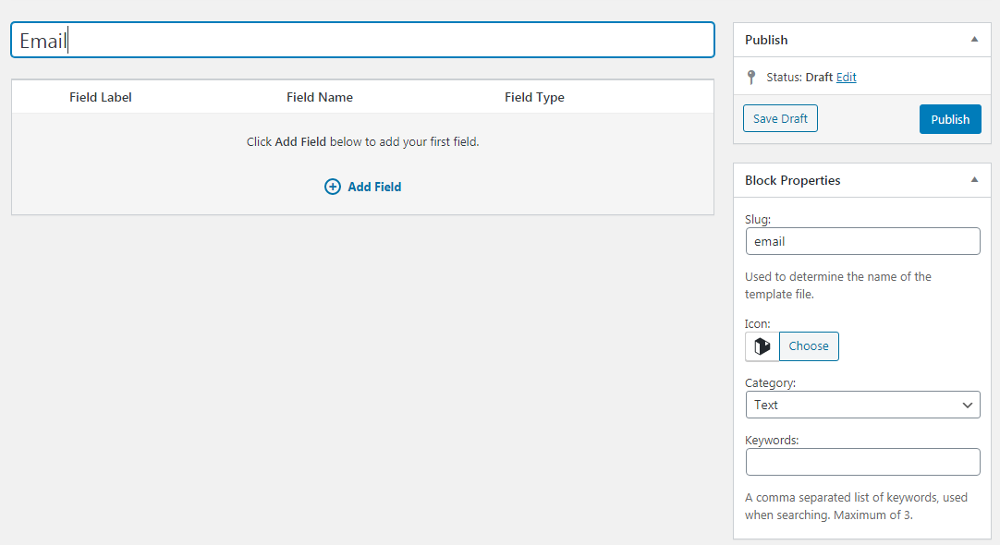 Email
Field Label Field Name Field Type
Click Add Field below to add your first field.
Add Field
Publish
Status: Draft Edit
Save Draft Publish
Block Properties
Slug:
email
Used to determine the name of the
template file.
Icon:
Choose
Category:
Text
Keywords:
A comma separated list of keywords, used
when searching. Maximum of 3.